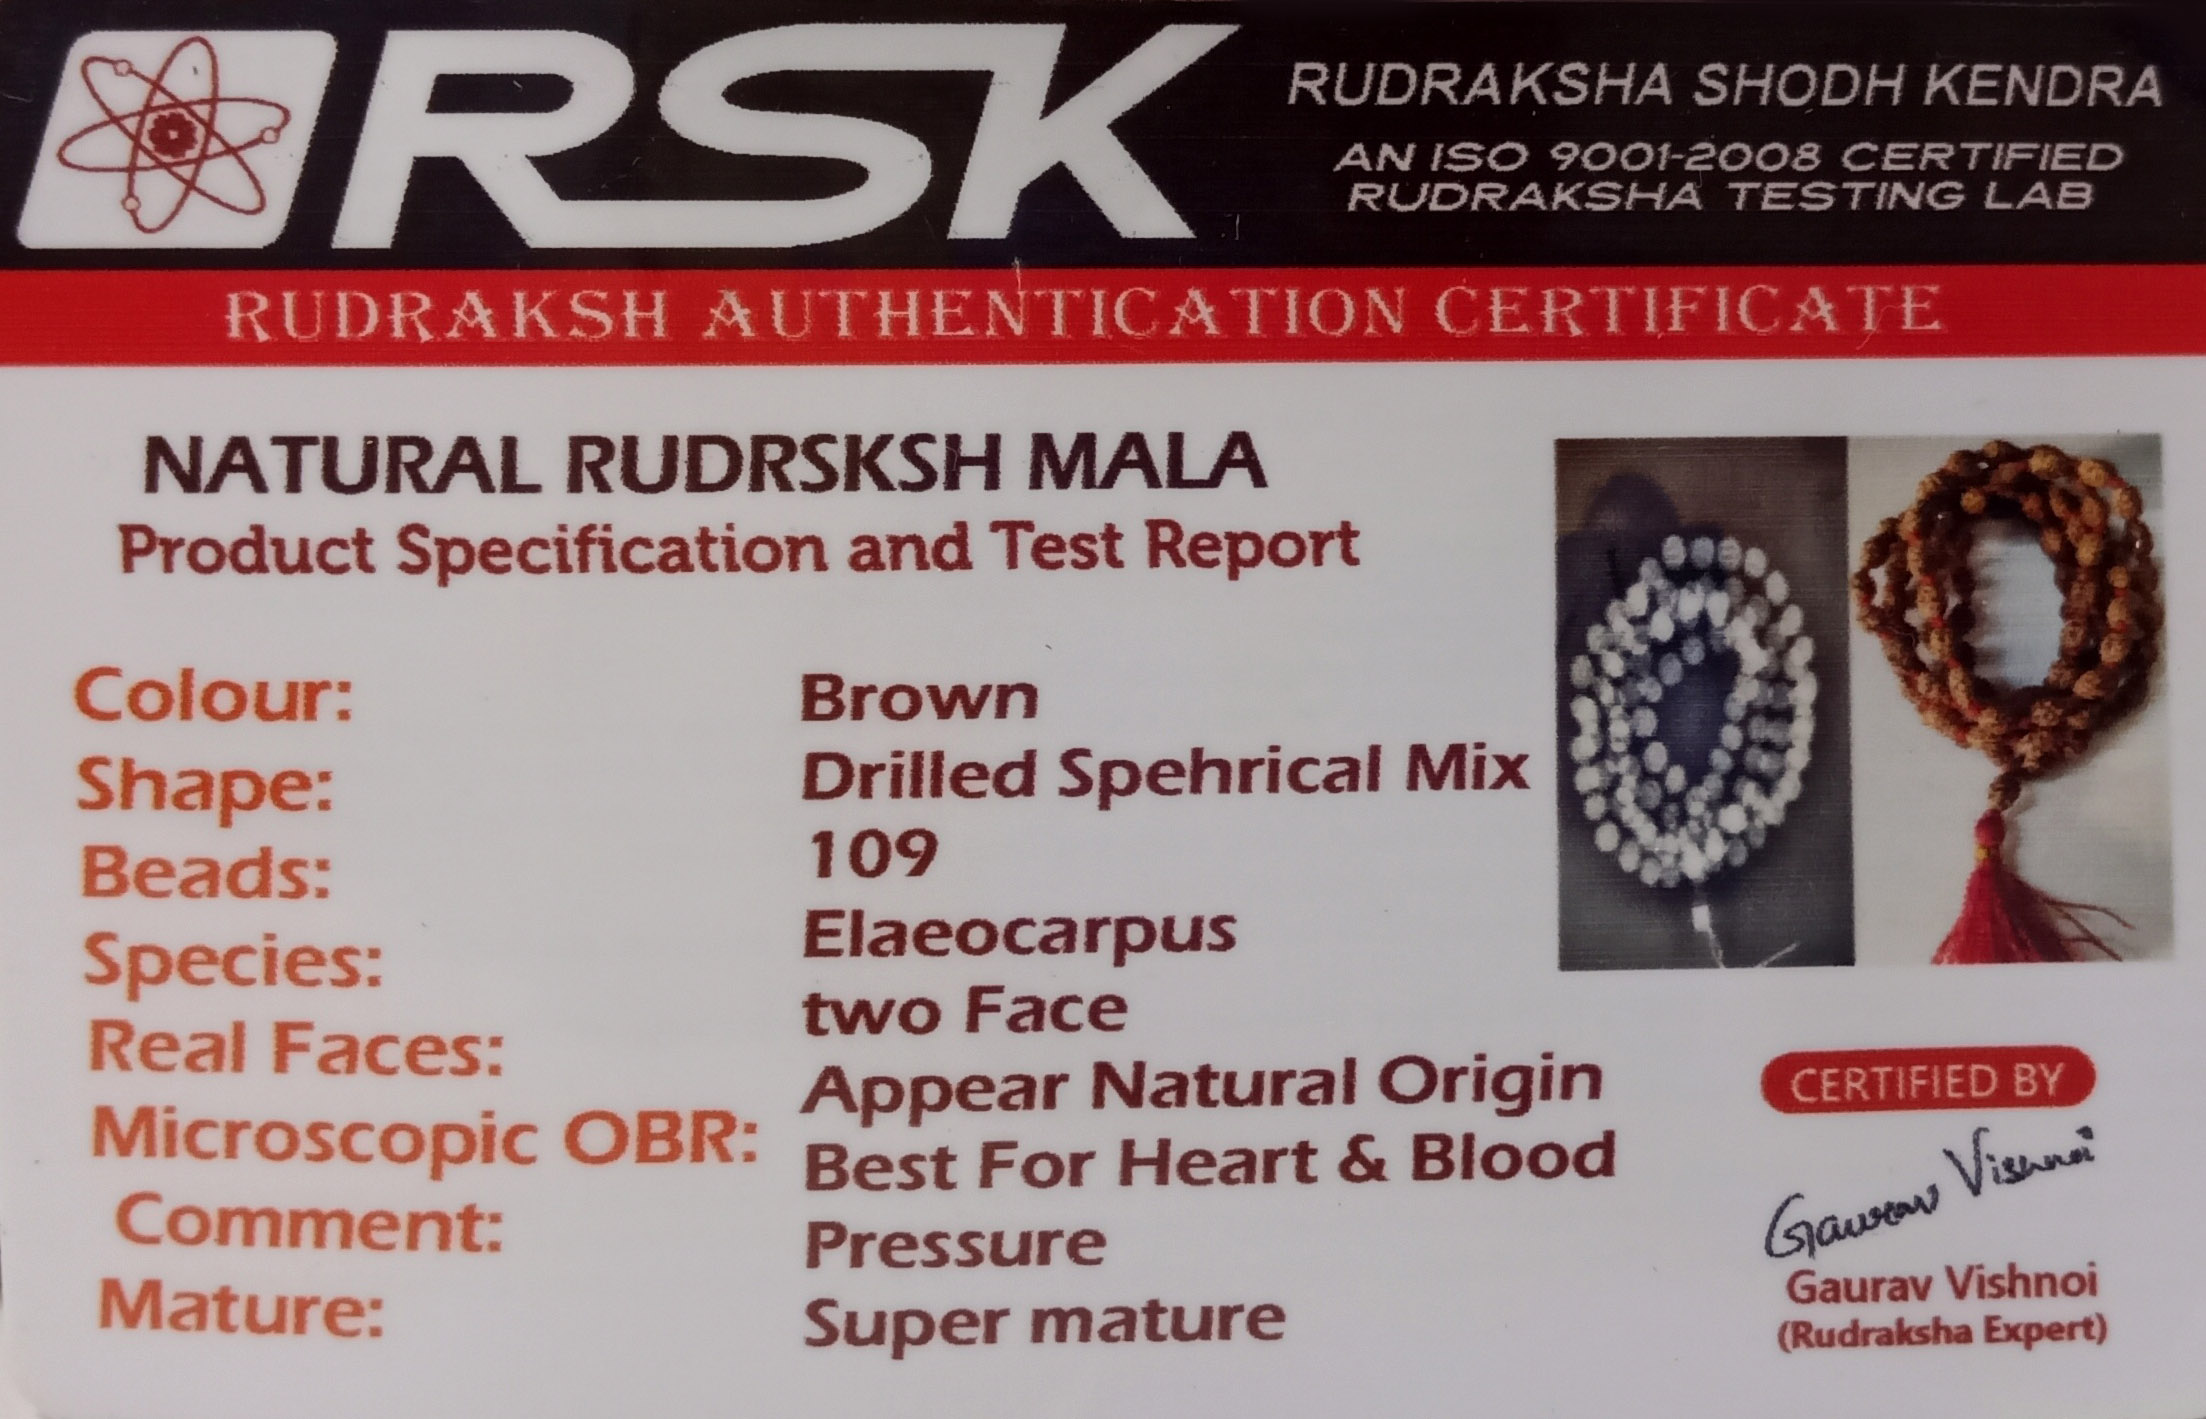 RSK
RUDRAKSHA SHODH KENDRA
AN ISO 9001-2008 CERTIFIED
RUDRAKSHA TESTING LAB
RUDRAKSH AUTHENTICATION CERTIFICATE
NATURAL RUDRSKSH MALA
Product Specification and Test Report
Colour: Brown
Shape: Drilled Spehrical Mix
Beads: 109
Species: Elaeocarpus
Real Faces: two Face
Microscopic OBR: Appear Natural Origin
Comment: Best For Heart & Blood
Pressure
Mature: Super mature
CERTIFIED BY
Gaurav Vishnoi
Gaurav Vishnoi
(Rudraksha Expert)